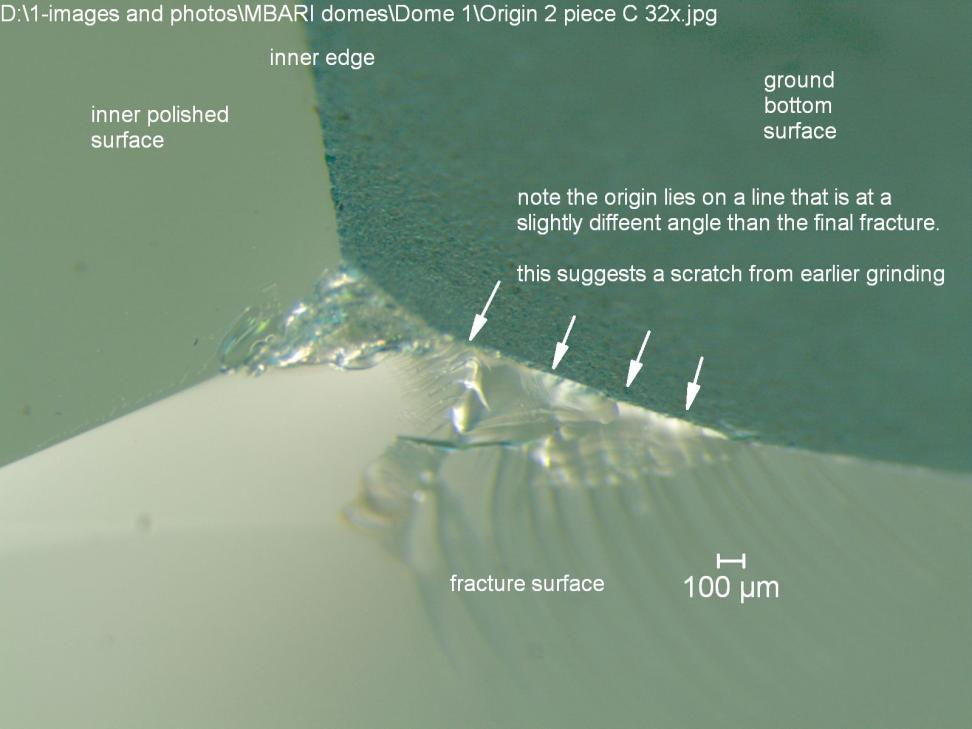 D:\1-images and photos\MBARI domes\Dome 1\Origin 2 piece C 32x.jpg
inner edge
inner polished
surface
ground
bottom
surface
note the origin lies on a line that is at a
slightly diffeent angle than the final fracture.
this suggests a scratch from earlier grinding
fracture surface
100 µm